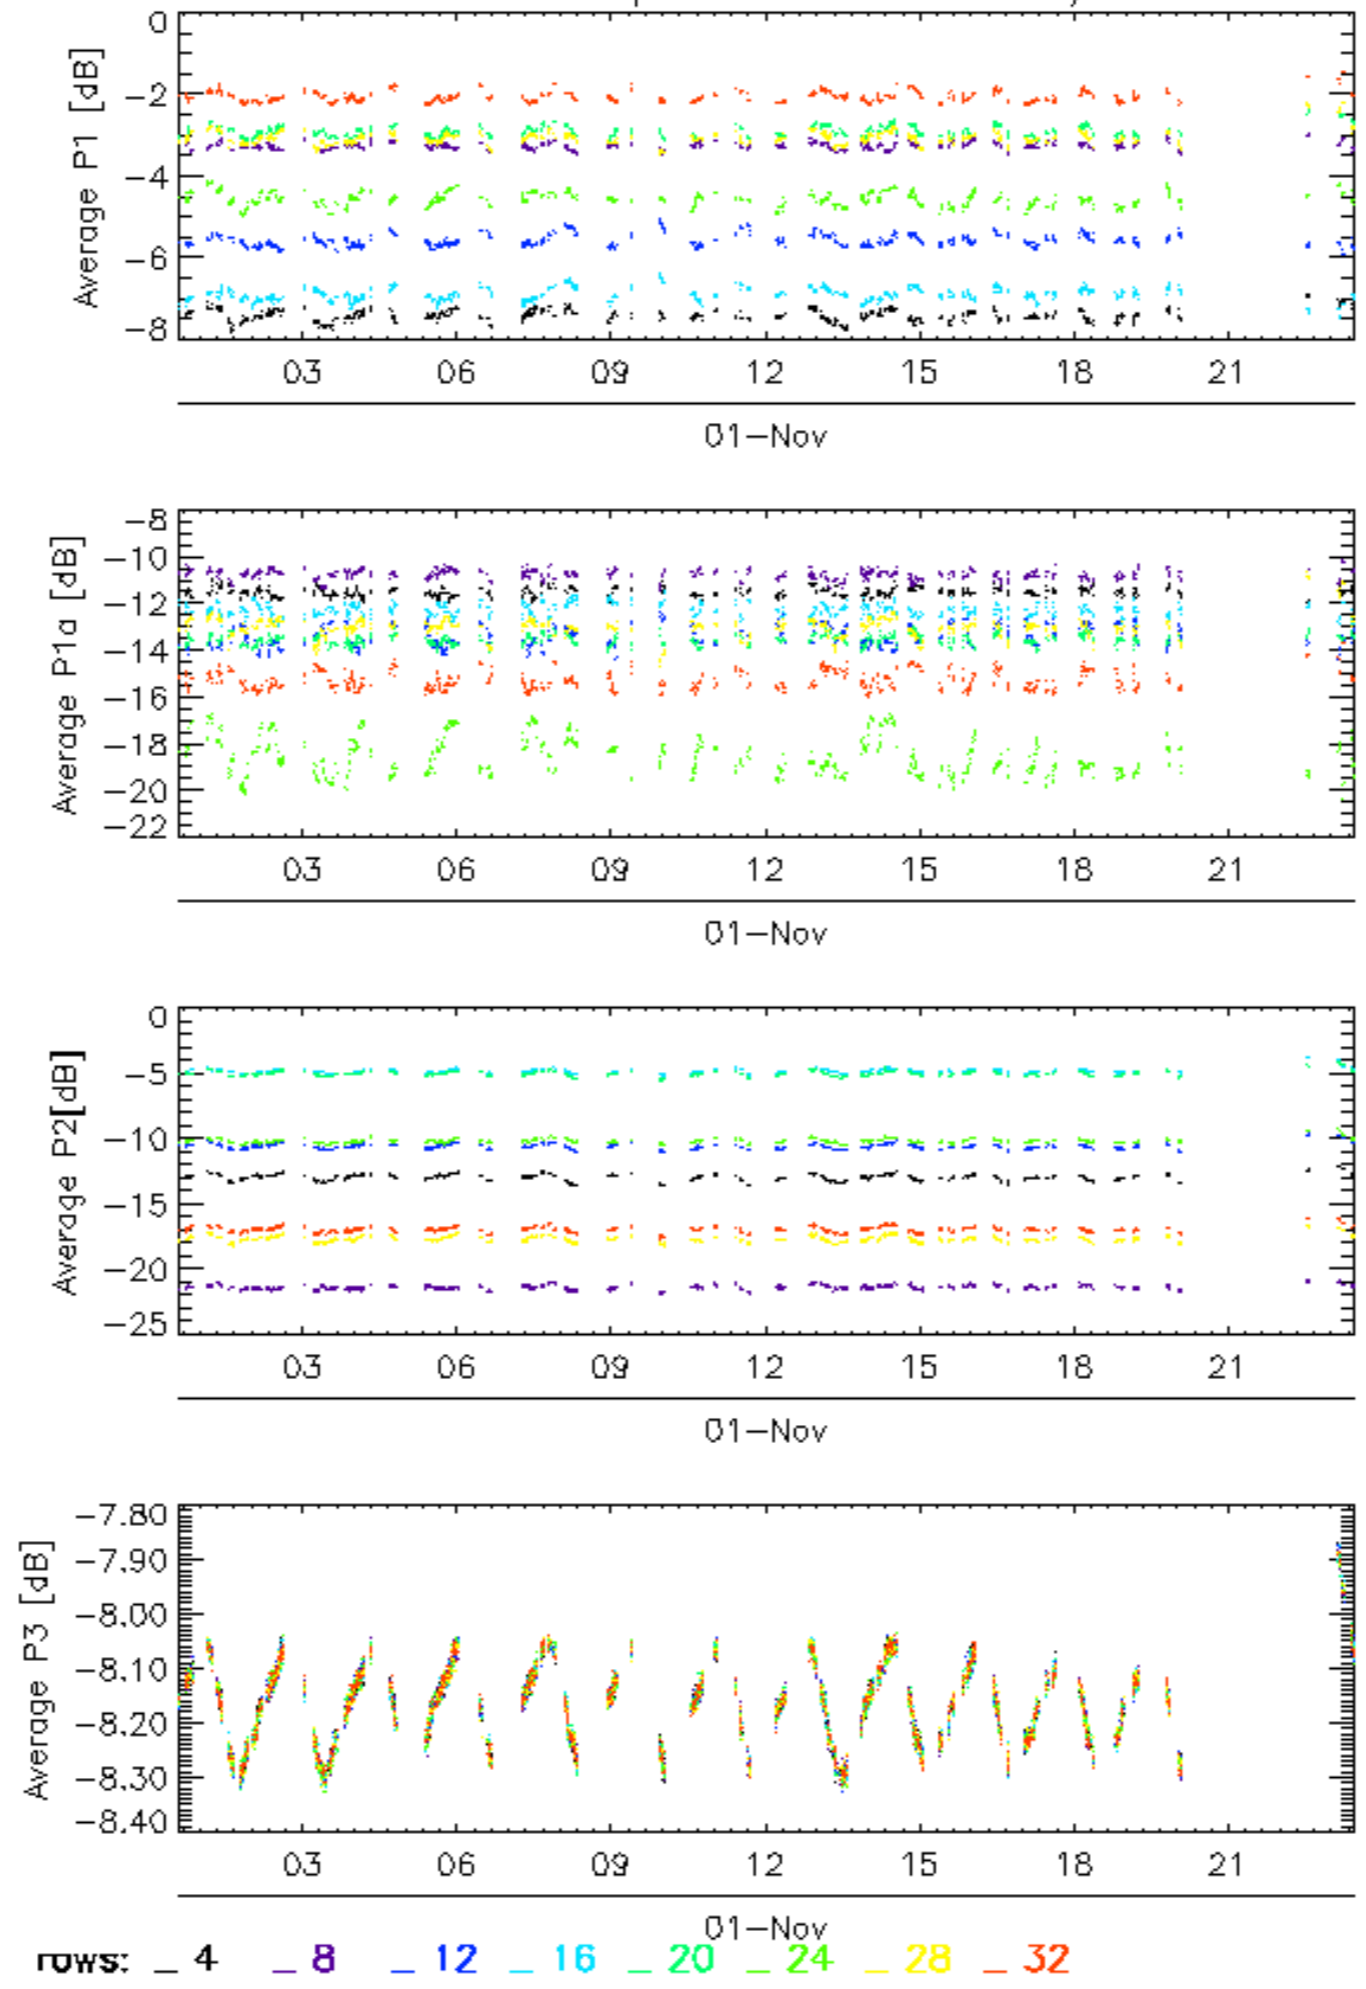 0
−2
−4
−6
−8
Average P1 [dB]
03 06 09 12 15 18 21
01−Nov
−8
−10
−12
−14
−16
−18
−20
−22
Average P1a [dB]
03 06 09 12 15 18 21
01−Nov
0
−5
−10
−15
−20
−25
Average P2[dB]
03 06 09 12 15 18 21
01−Nov
−7.80
−7.90
−8.00
−8.10
−8.20
−8.30
−8.40
Average P3 [dB]
03 06 09 12 15 18 21
01−Nov
rows: _ 4 _ 8 _ 12 _ 16 _ 20 _ 24 _ 28 _ 32